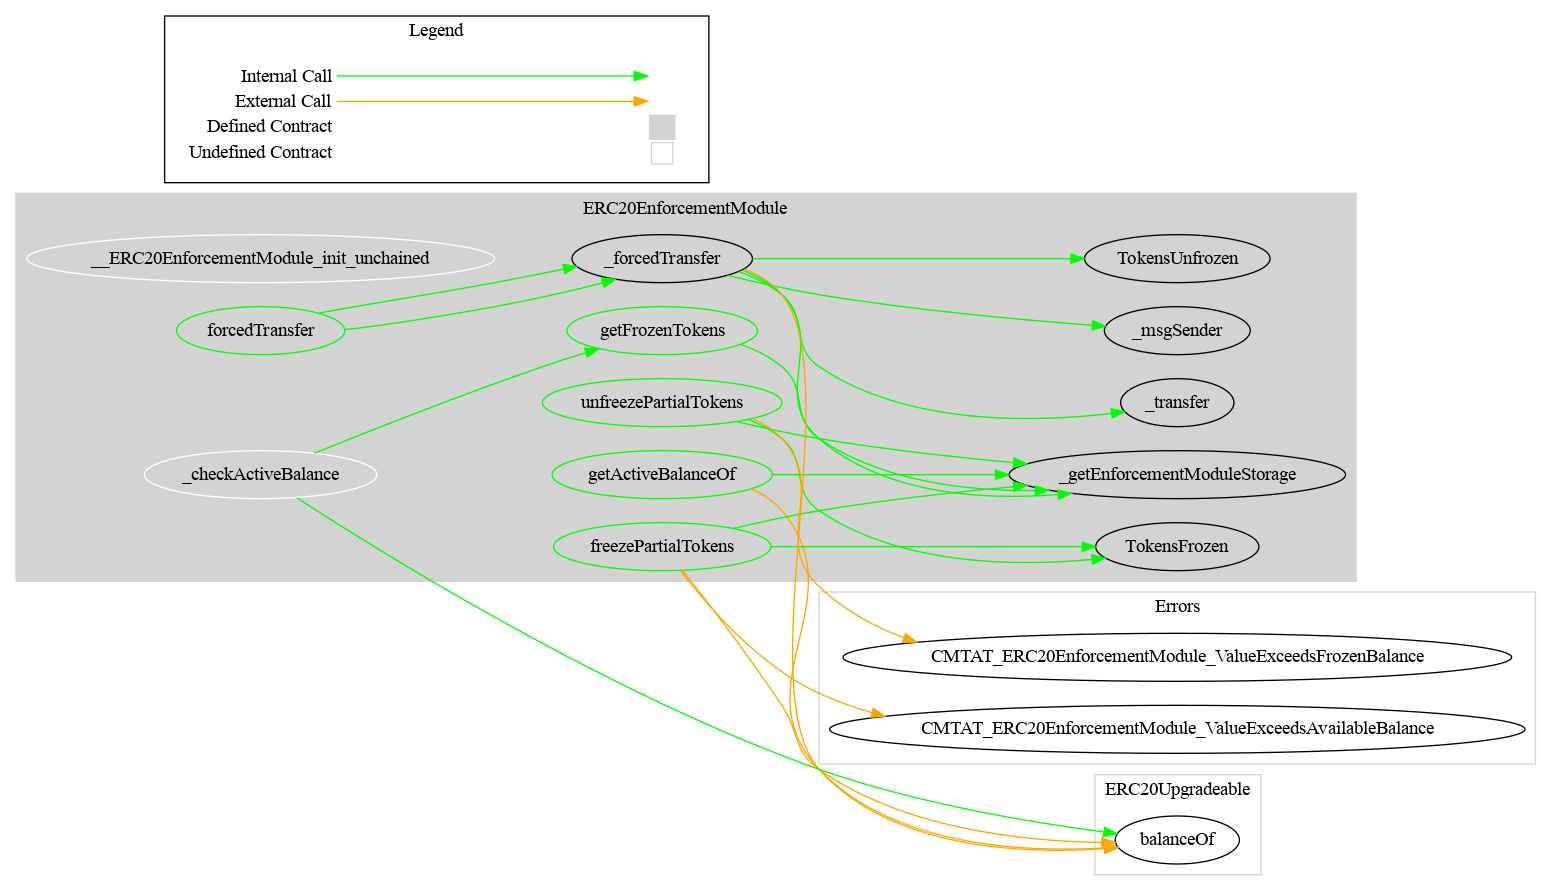 Legend
Internal Call
External Call
Defined Contract
Undefined Contract
ERC20EnforcementModule
__ERC20EnforcementModule_init_unchained
_forcedTransfer
TokensUnfrozen
forcedTransfer
getFrozenTokens
_msgSender
unfreezePartialTokens
_transfer
_checkActiveBalance
getActiveBalanceOf
_getEnforcementModuleStorage
freezePartialTokens
TokensFrozen
Errors
CMTAT_ERC20EnforcementModule_ValueExceedsFrozenBalance
CMTAT_ERC20EnforcementModule_ValueExceedsAvailableBalance
ERC20Upgradeable
balanceOf